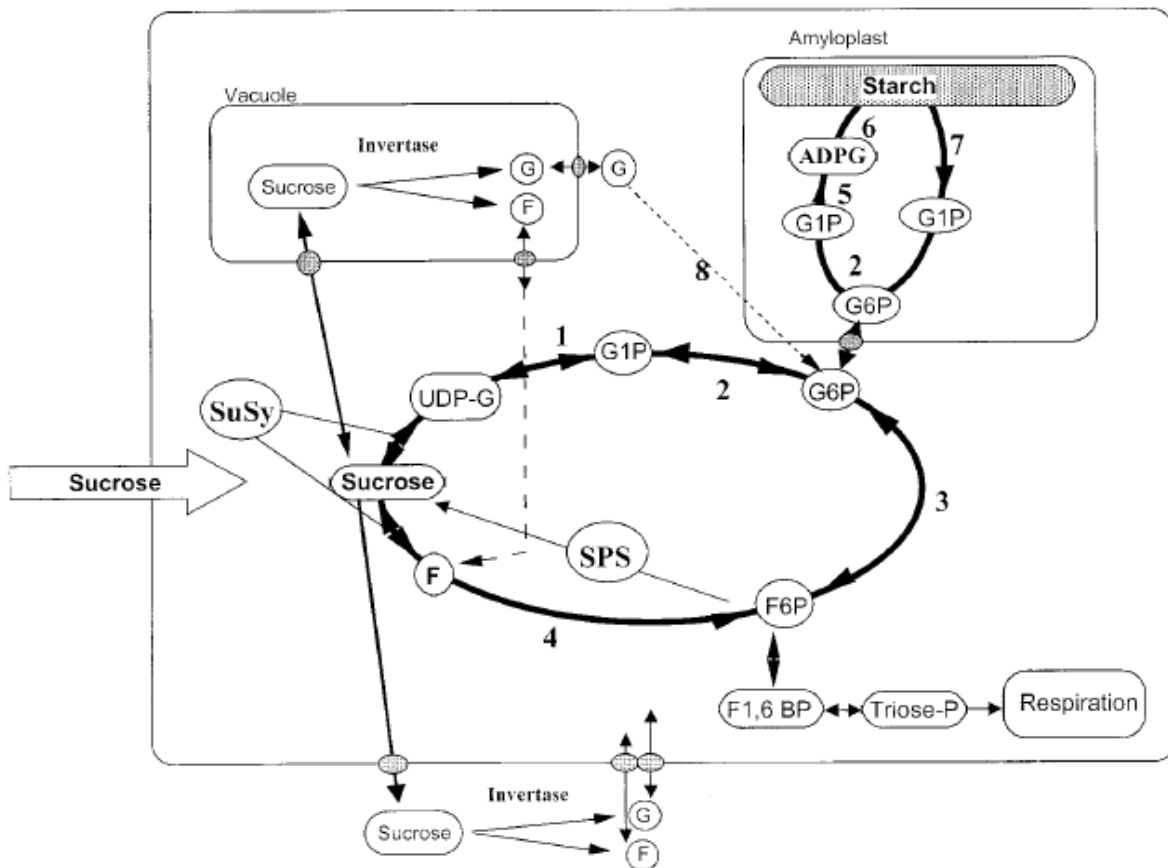 Amyloplast
Starch
Vacuole
6
7
Invertase
ADPG
Sucrose
G
G
5
F
G1P
G1P
8
2
G6P
1
G1P
2
G6P
UDP-G
SuSy
Sucrose
Sucrose
3
SPS
F
F6P
4
F1,6 BP
Triose-P
Respiration
Invertase
G
Sucrose
F